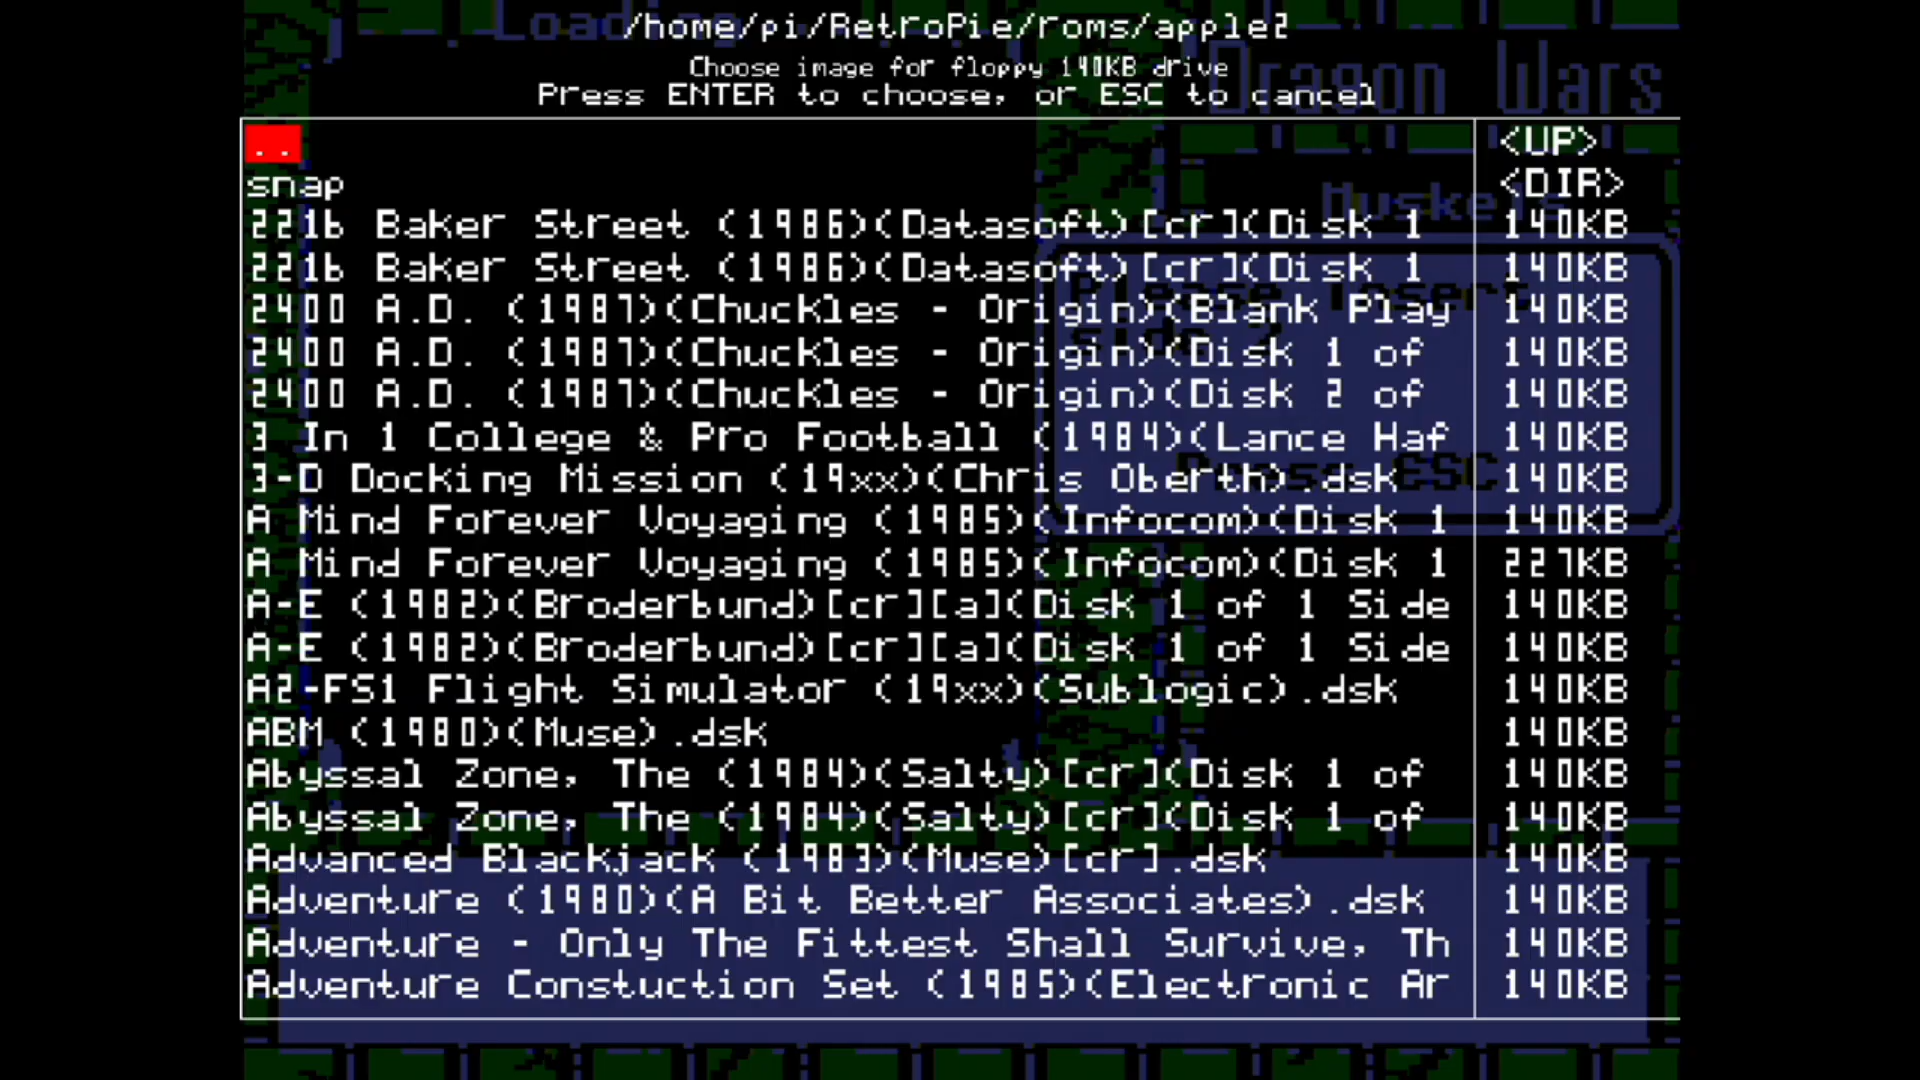 Loading
/home/pi/RetroPie/roms/apple2
Choose image for floppy 140KB drive
Press ENTER to choose, or ESC to cancel
Dragon Wars
.. <UP>
snap <DIR>
Muskels
221b Baker Street (1986)(Datasoft)[cr](Disk 1 140KB
221b Baker Street (1986)(Datasoft)[cr](Disk 1 140KB
Please insert
2400 A.D. (1987)(Chuckles - Origin)(Blank Play 140KB
side 2
2400 A.D. (1987)(Chuckles - Origin)(Disk 1 of 140KB
2400 A.D. (1987)(Chuckles - Origin)(Disk 2 of 140KB
3 In 1 College & Pro Football (1984)(Lance Haf 140KB
Press ESC
3-D Docking Mission (19xx)(Chris Oberth).dsk 140KB
A Mind Forever Voyaging (1985)(Infocom)(Disk 1 140KB
A Mind Forever Voyaging (1985)(Infocom)(Disk 1 227KB
A-E (1982)(Broderbund)[cr][a](Disk 1 of 1 Side 140KB
A-E (1982)(Broderbund)[cr][a](Disk 1 of 1 Side 140KB
A2-FS1 Flight Simulator (19xx)(Sublogic).dsk 140KB
ABM (1980)(Muse).dsk 140KB
Abyssal Zone, The (1984)(Salty)[cr](Disk 1 of 140KB
Abyssal Zone, The (1984)(Salty)[cr](Disk 1 of 140KB
Advanced Blackjack (1983)(Muse)[cr].dsk 140KB
Adventure (1980)(A Bit Better Associates).dsk 140KB
Adventure - Only The Fittest Shall Survive, Th 140KB
Adventure Constuction Set (1985)(Electronic Ar 140KB